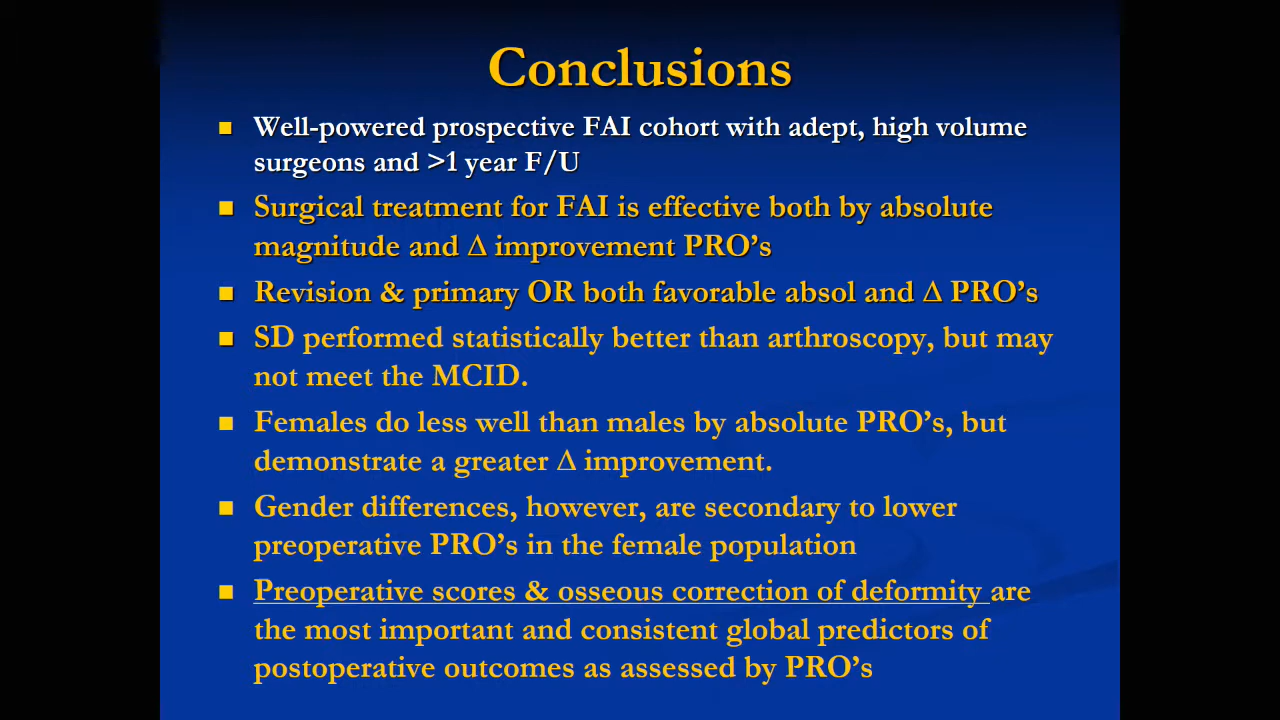 Conclusions
Well-powered prospective FAI cohort with adept, high volume
surgeons and >1 year F/U
Surgical treatment for FAI is effective both by absolute
magnitude and Δ improvement PRO’s
Revision & primary OR both favorable absol and Δ PRO’s
SD performed statistically better than arthroscopy, but may
not meet the MCID.
Females do less well than males by absolute PRO’s, but
demonstrate a greater Δ improvement.
Gender differences, however, are secondary to lower
preoperative PRO’s in the female population
Preoperative scores & osseous correction of deformity are
the most important and consistent global predictors of
postoperative outcomes as assessed by PRO’s